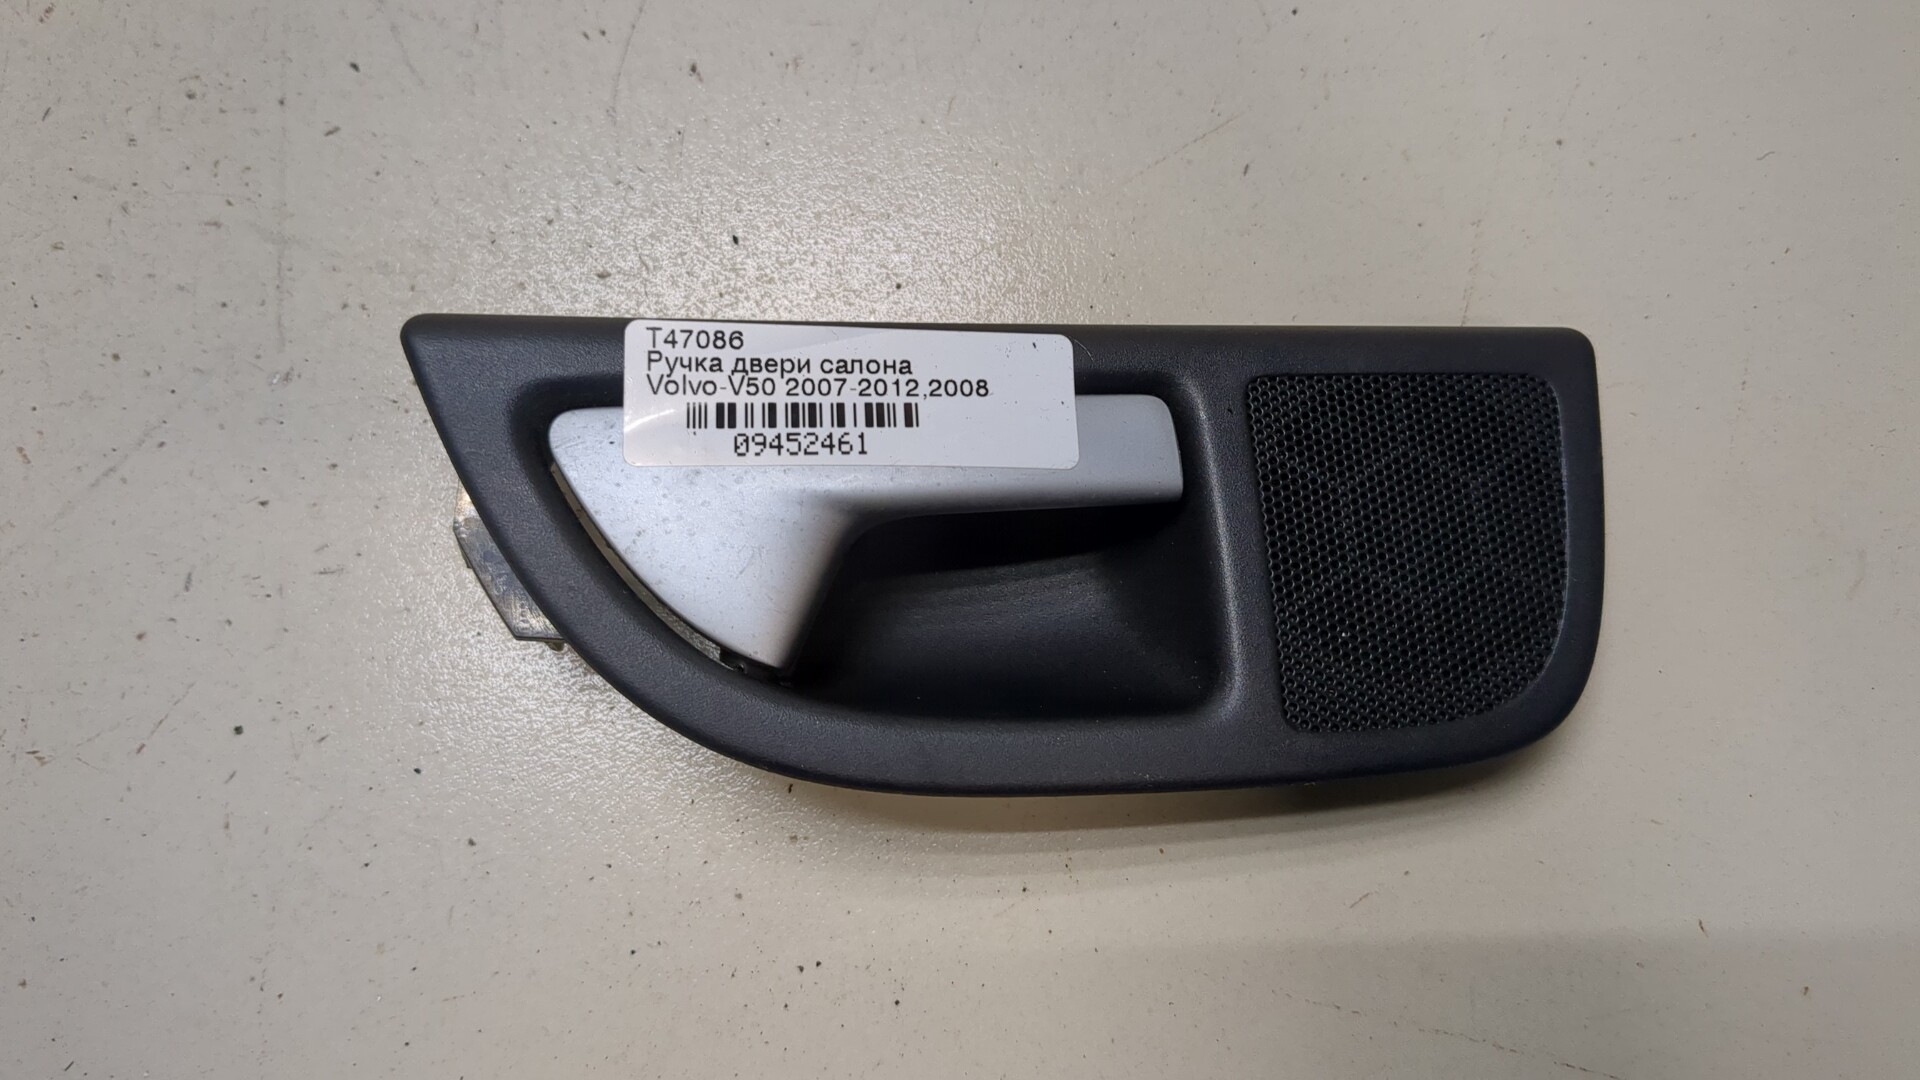 T47086
Ручка двери салона
Volvo-V50 2007-2012,2008
09452461